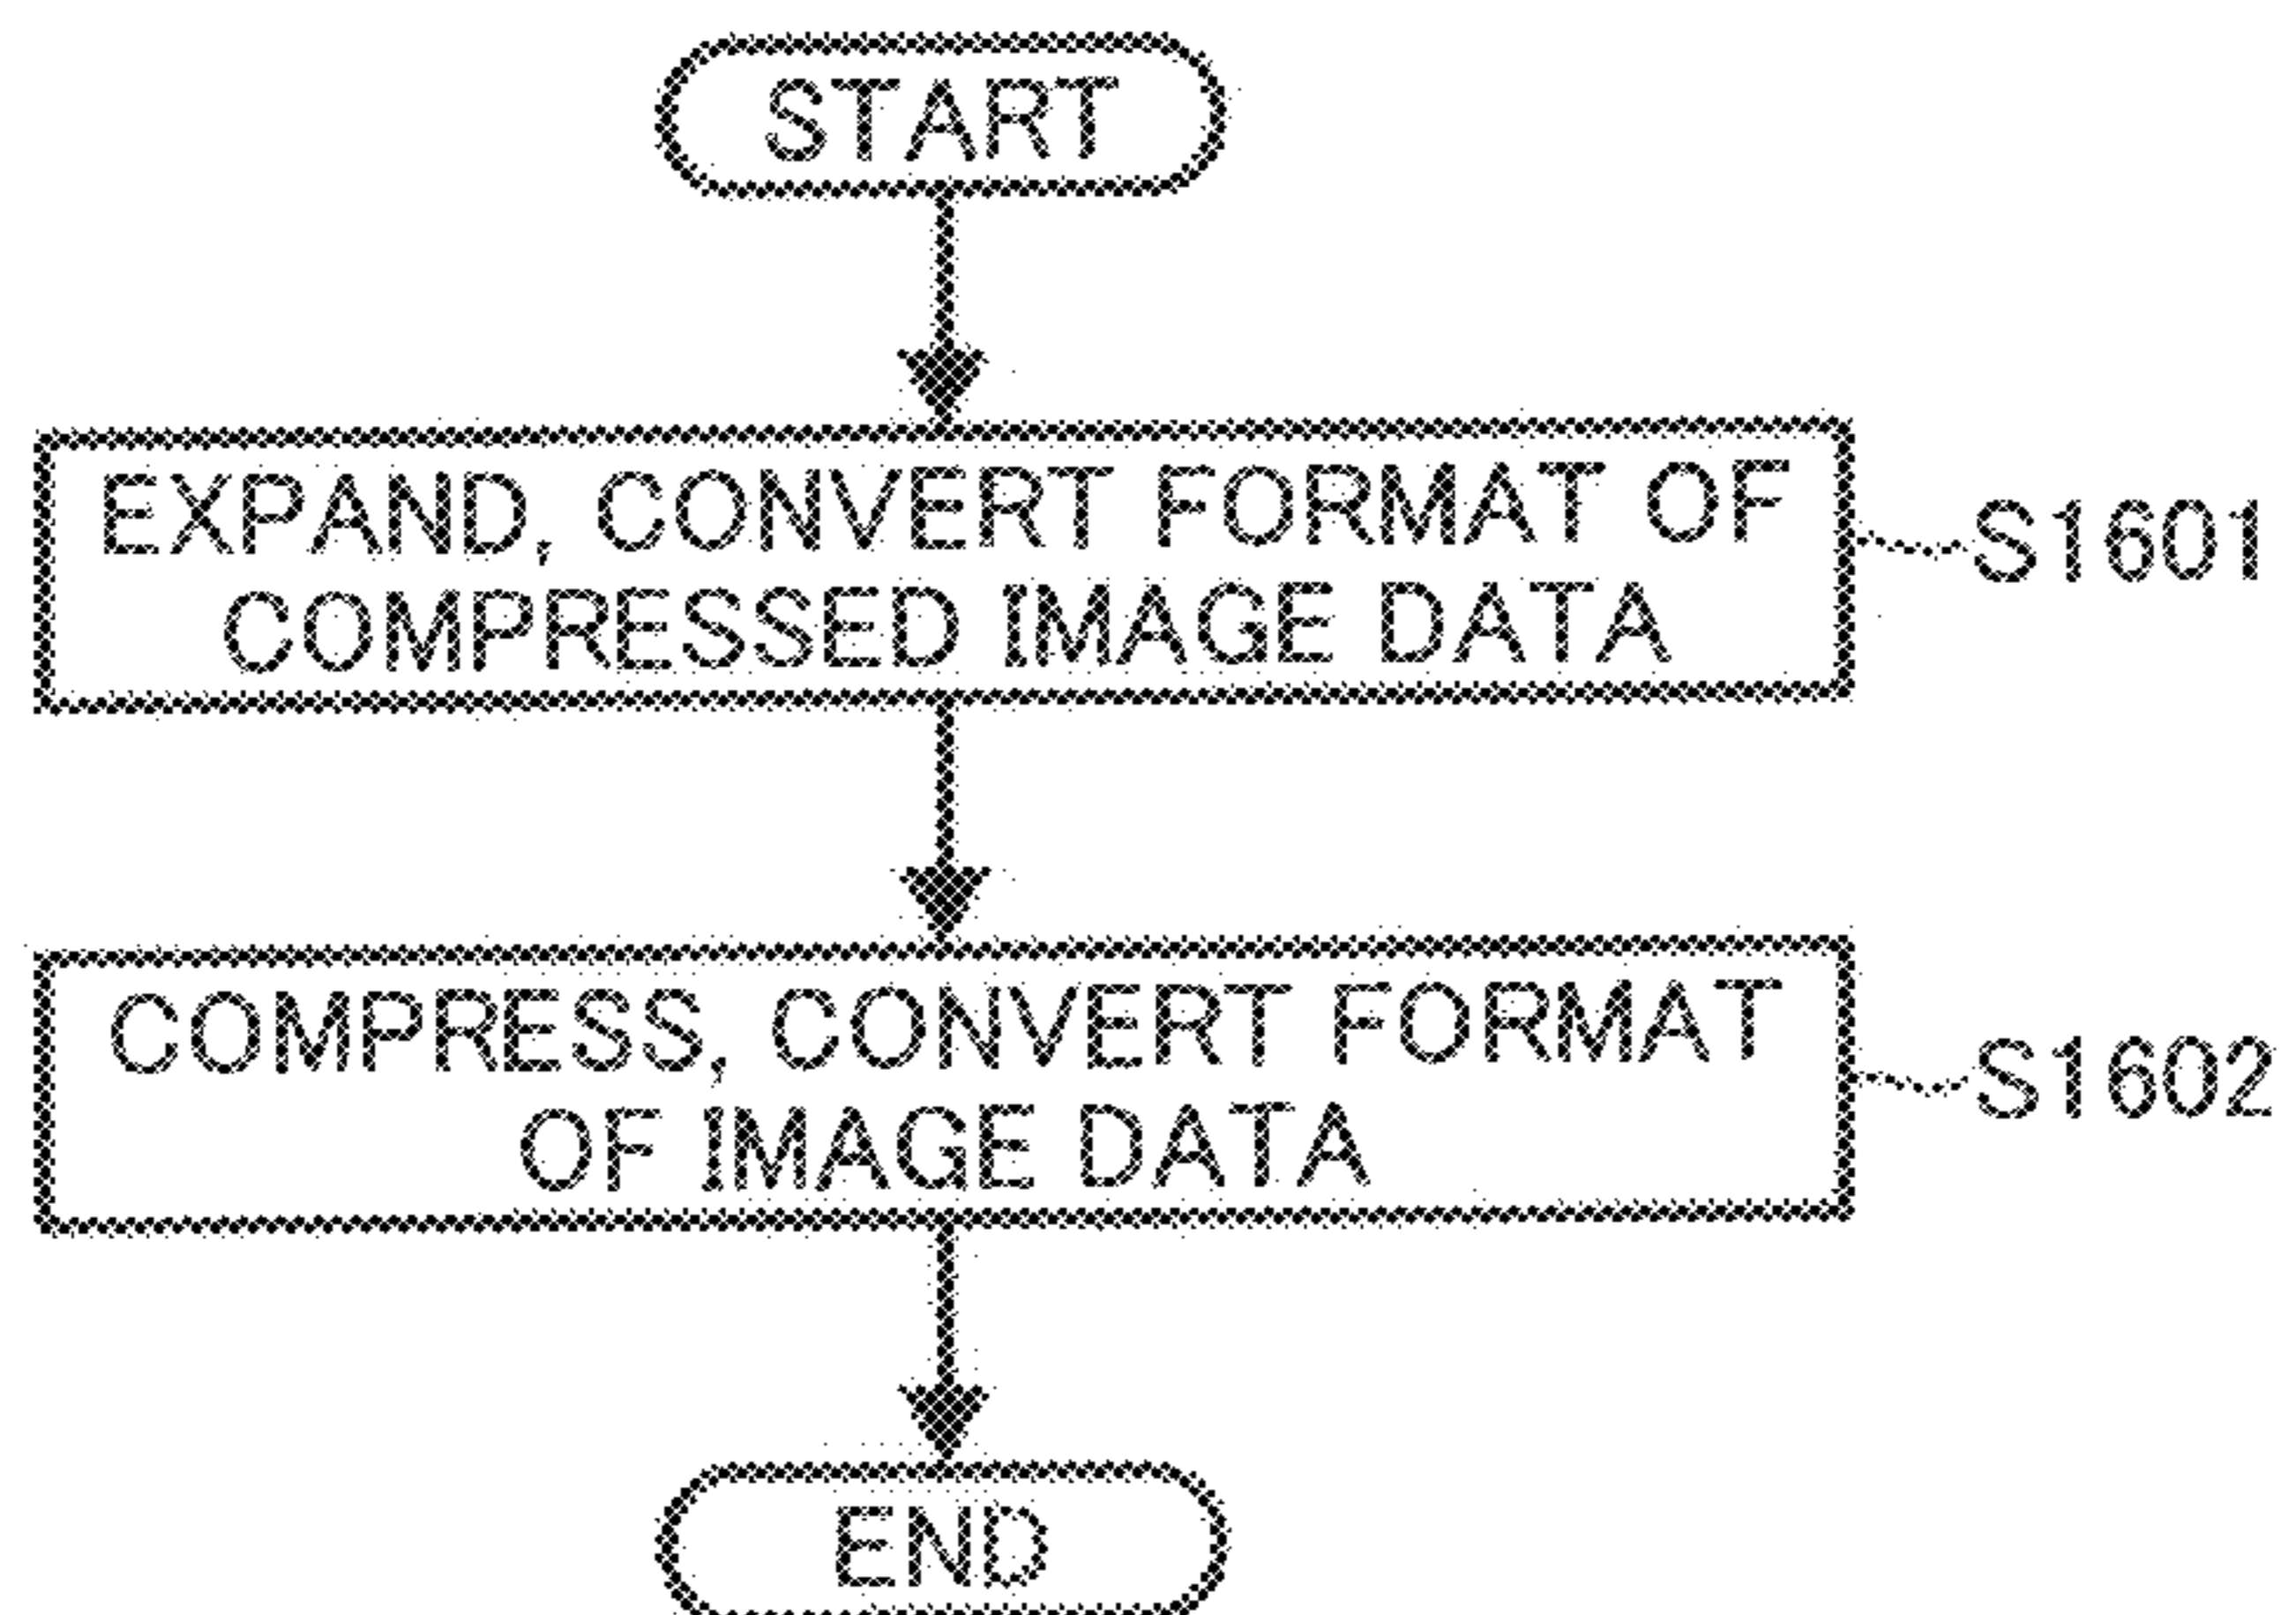 START
EXPAND, CONVERT FORMAT OF
COMPRESSED IMAGE DATA
S1601
COMPRESS, CONVERT FORMAT
OF IMAGE DATA
S1602
END